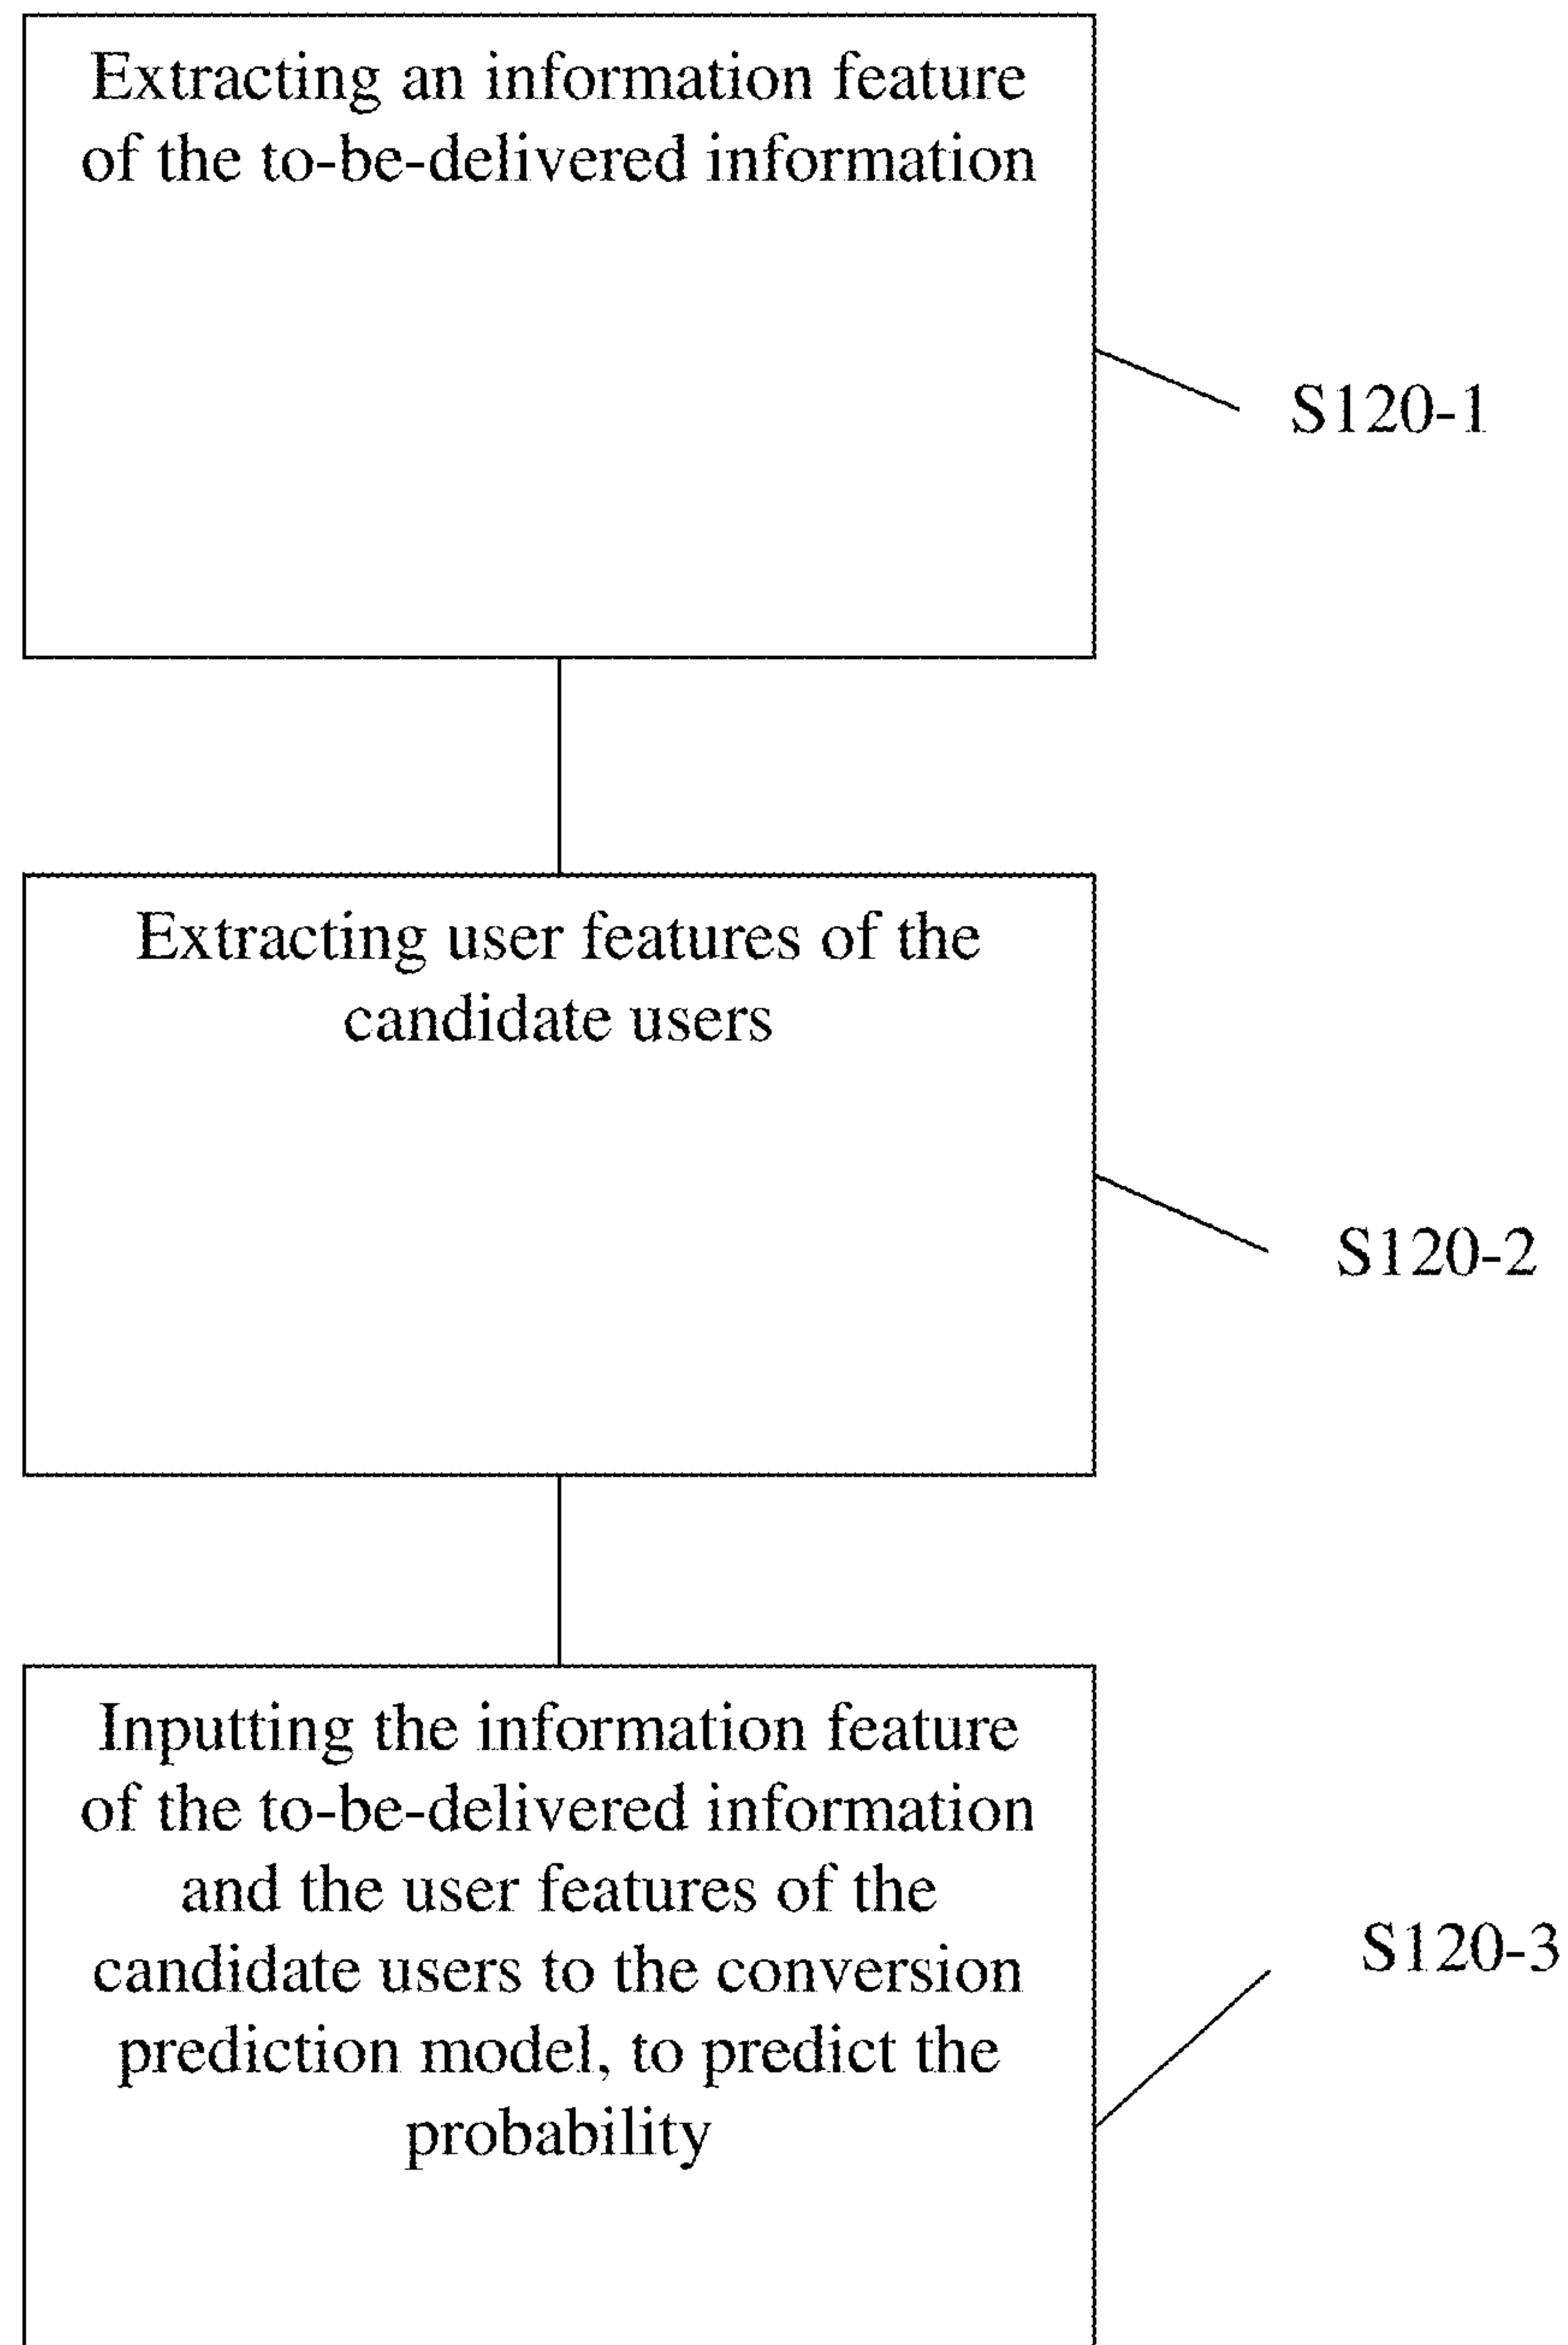 Extracting an information feature
of the to-be-delivered information
S120-1
Extracting user features of the
candidate users
S120-2
Inputting the information feature
of the to-be-delivered information
and the user features of the
candidate users to the conversion
prediction model, to predict the
probability
S120-3